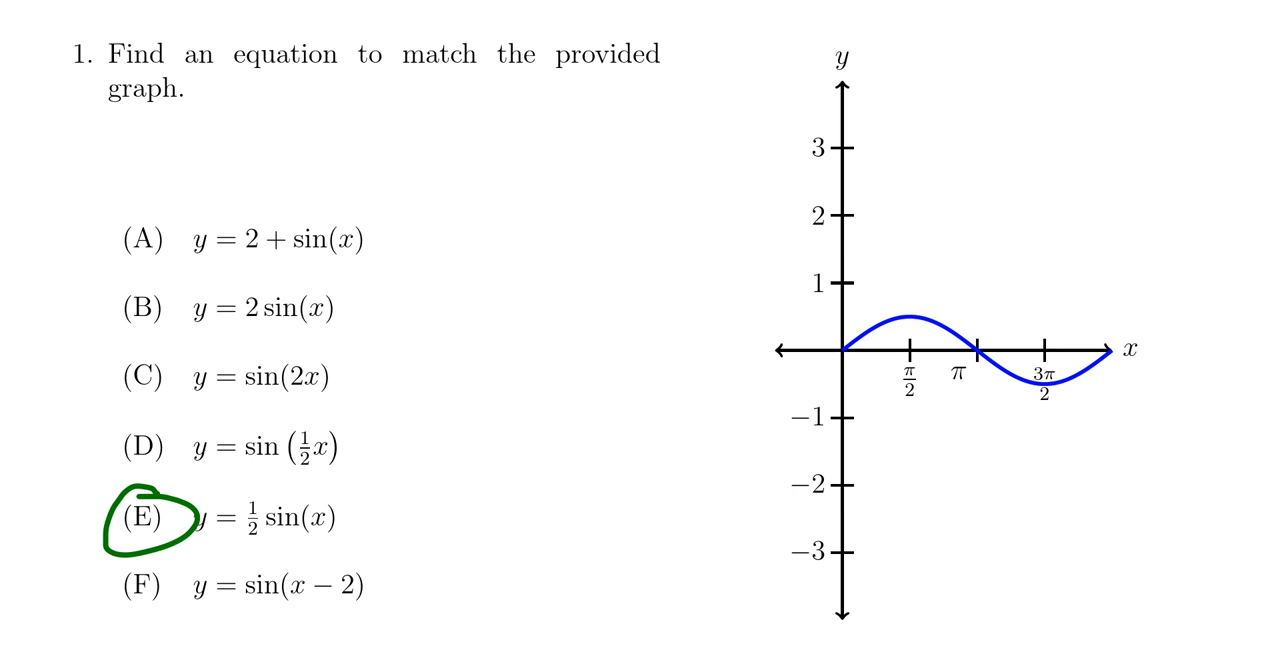 1. Find an equation to match the provided
graph.
(A) y = 2 + sin(x)
(B) y = 2 sin(x)
(C) y = sin(2x)
(D) y = sin (1/2 x)
(E) y = 1/2 sin(x)
(F) y = sin(x − 2)
y
3
2
1
x
π/2 π 3π/2
−1
−2
−3